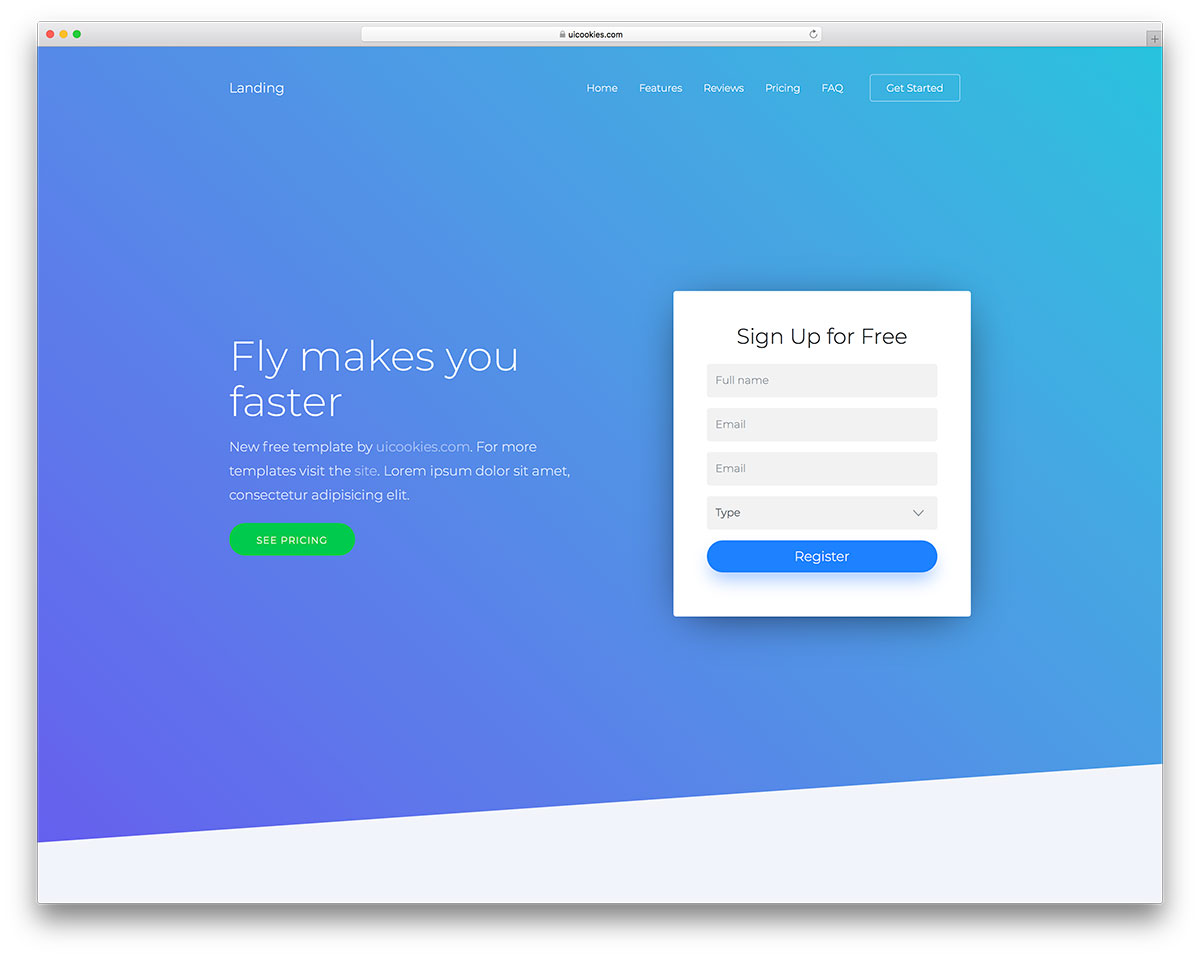 uicookies.com
Landing
Home Features Reviews Pricing FAQ Get Started
Fly makes you
faster
New free template by uicookies.com. For more
templates visit the site. Lorem ipsum dolor sit amet,
consectetur adipisicing elit.
SEE PRICING
Sign Up for Free
Full name
Email
Email
Type
Register